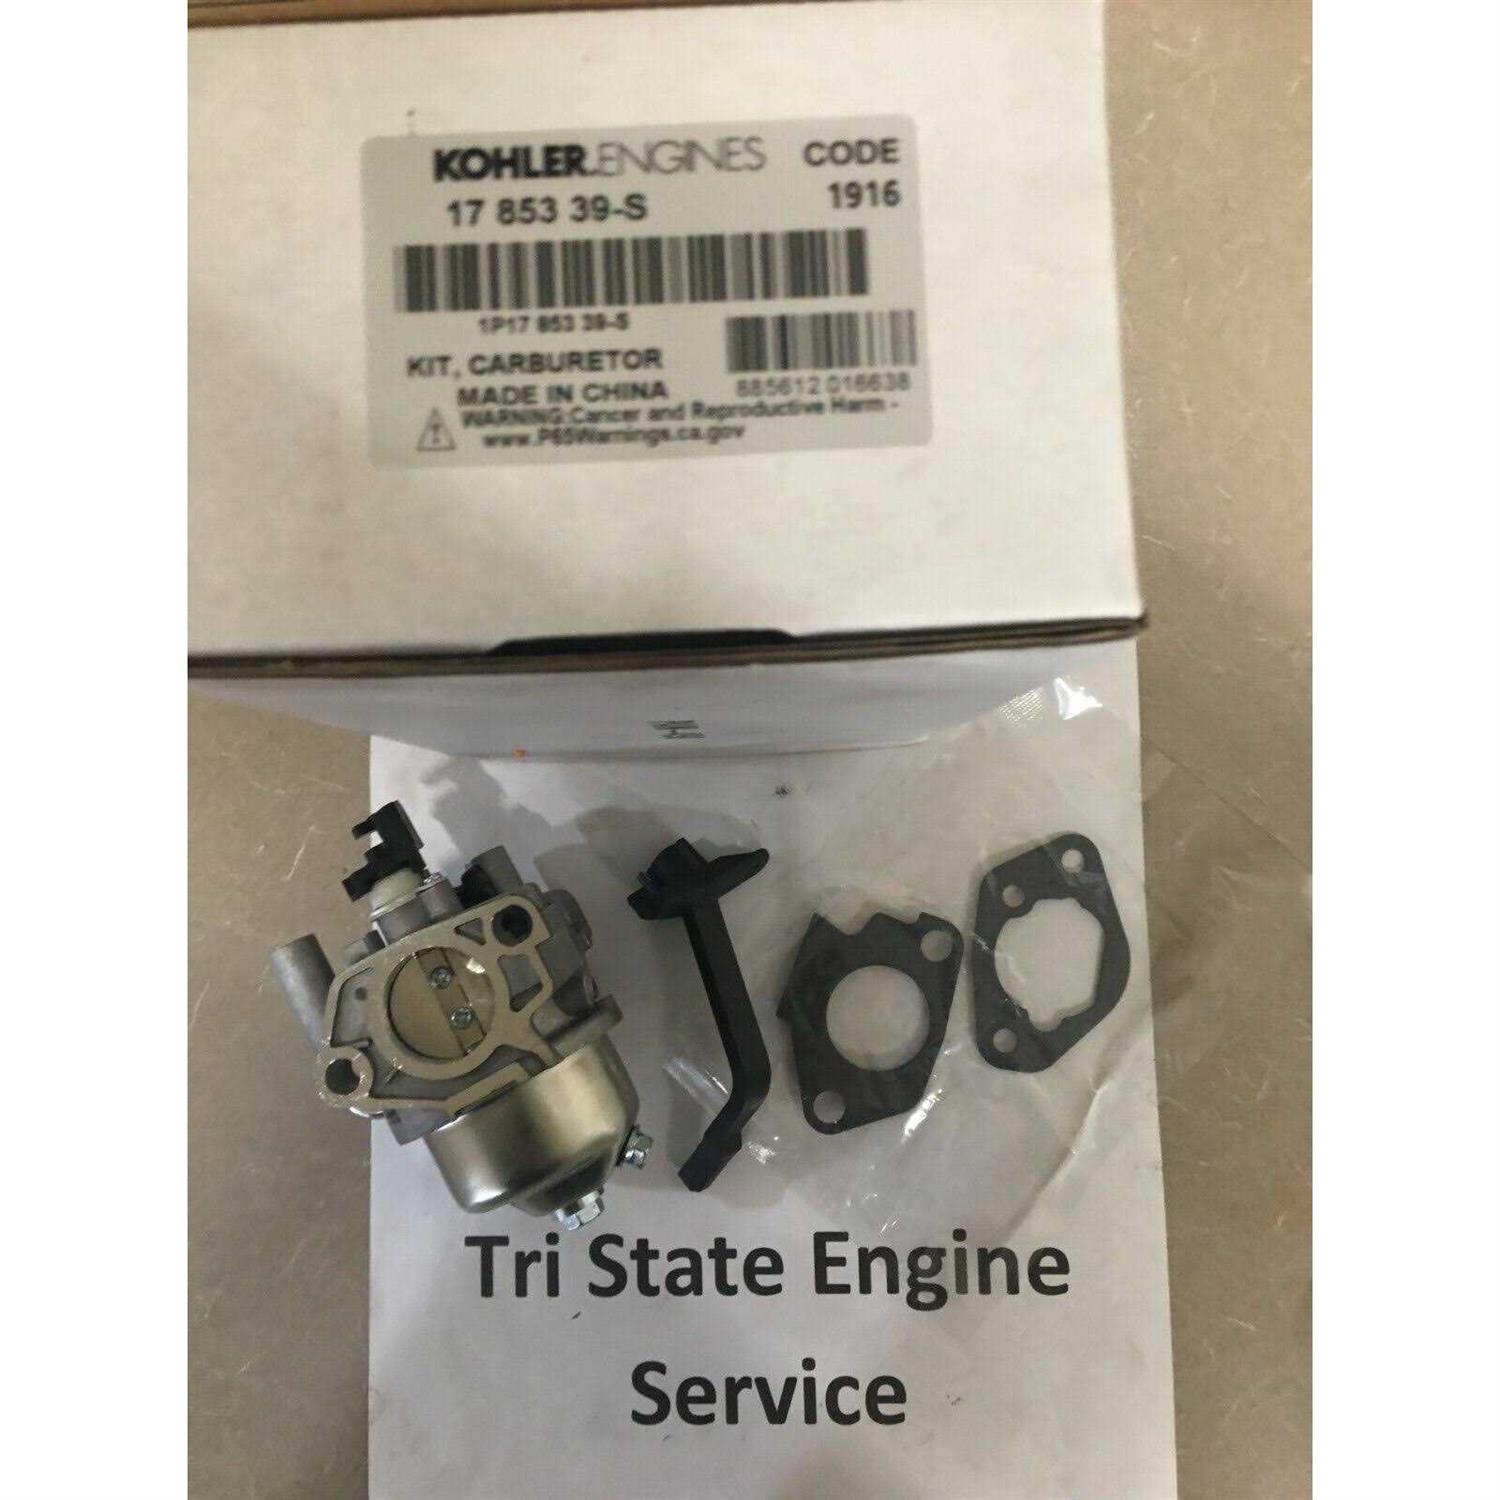 KOHLER.ENGINES CODE
17 853 39-S 1916
1P17 853 39-S
KIT, CARBURETOR
MADE IN CHINA 885612 016638
WARNING:Cancer and Reproductive Harm -
www.P65Warnings.ca.gov
Tri State Engine
Service